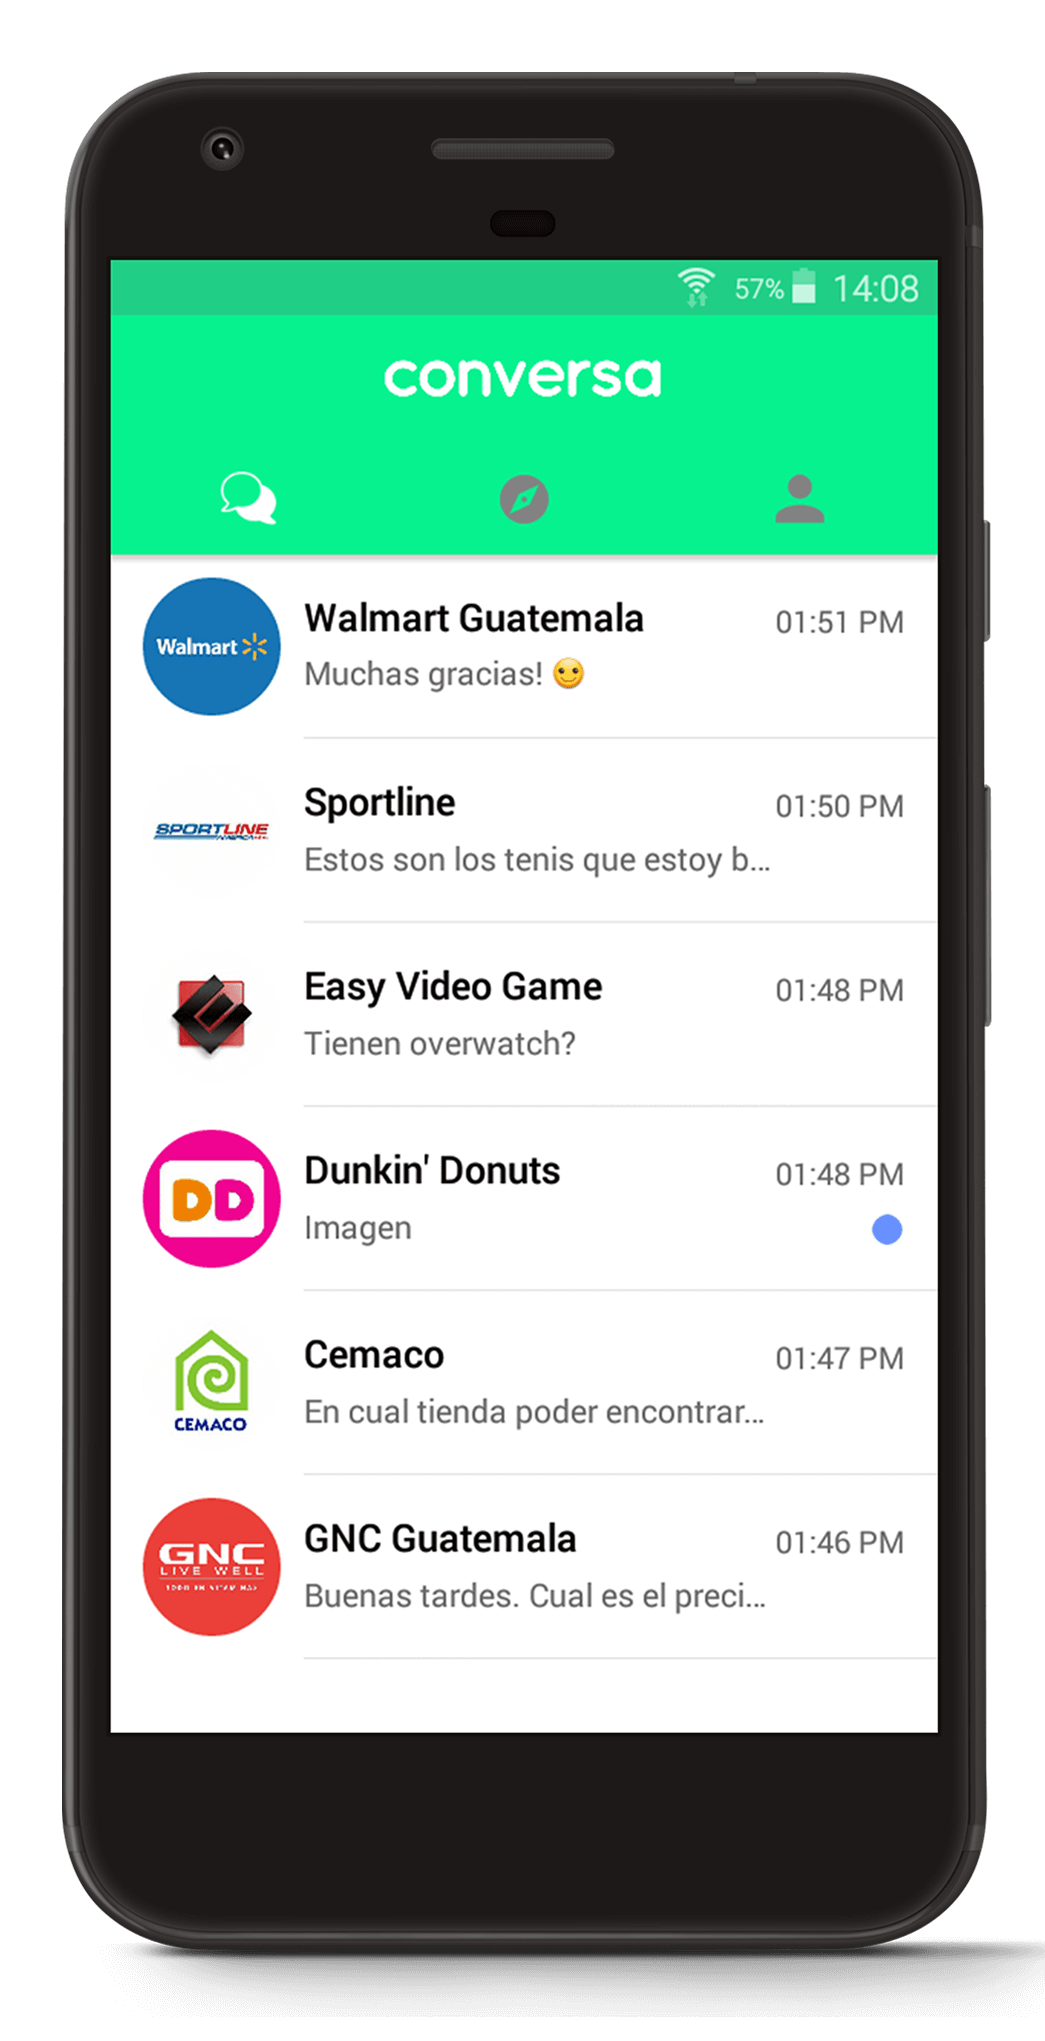 57% 14:08
conversa
Walmart
Walmart Guatemala 01:51 PM
Muchas gracias!
SPORTLINE
Sportline 01:50 PM
Estos son los tenis que estoy b...
Easy Video Game 01:48 PM
Tienen overwatch?
DD
Dunkin' Donuts 01:48 PM
Imagen
CEMACO
Cemaco 01:47 PM
En cual tienda poder encontrar...
GNC
LIVE WELL
GNC Guatemala 01:46 PM
Buenas tardes. Cual es el preci...